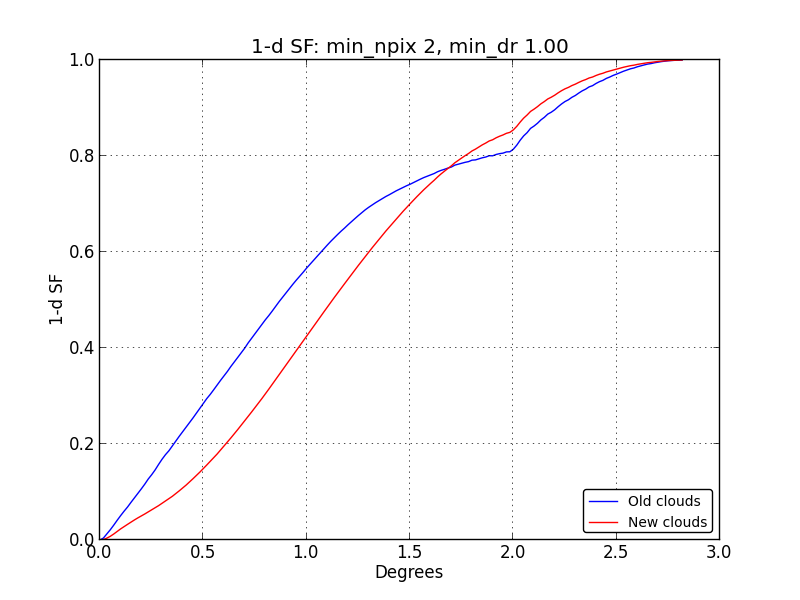 1-d SF: min_npix 2, min_dr 1.00
1.0
0.8
0.6
0.4
0.2
0.0
1-d SF
Old clouds
New clouds
0.0 0.5 1.0 1.5 2.0 2.5 3.0
Degrees